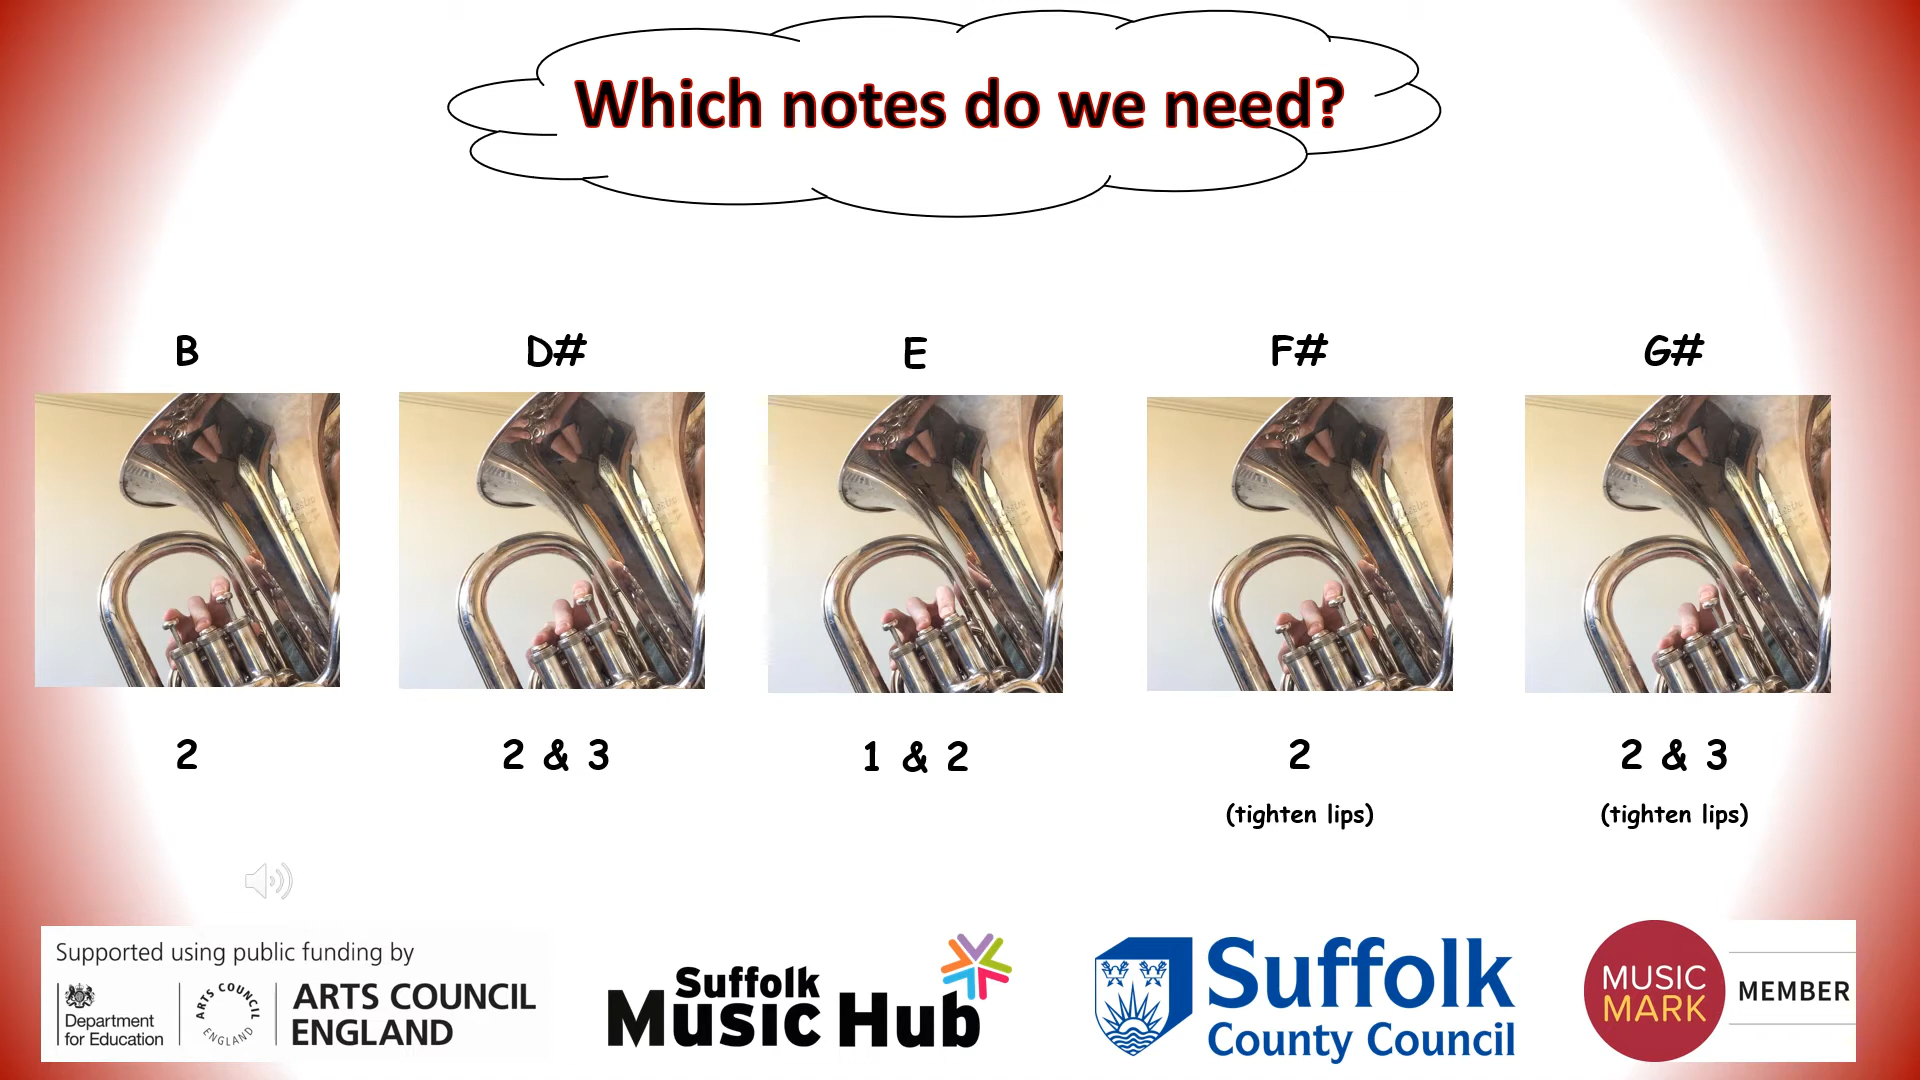 Which notes do we need?
B
D#
E
F#
G#
2
2 & 3
1 & 2
2
2 & 3
(tighten lips)
(tighten lips)
Supported using public funding by
Department
for Education
ARTS COUNCIL
ENGLAND
ARTS COUNCIL
ENGLAND
Suffolk
Music Hub
Suffolk
County Council
MUSIC
MARK
MEMBER